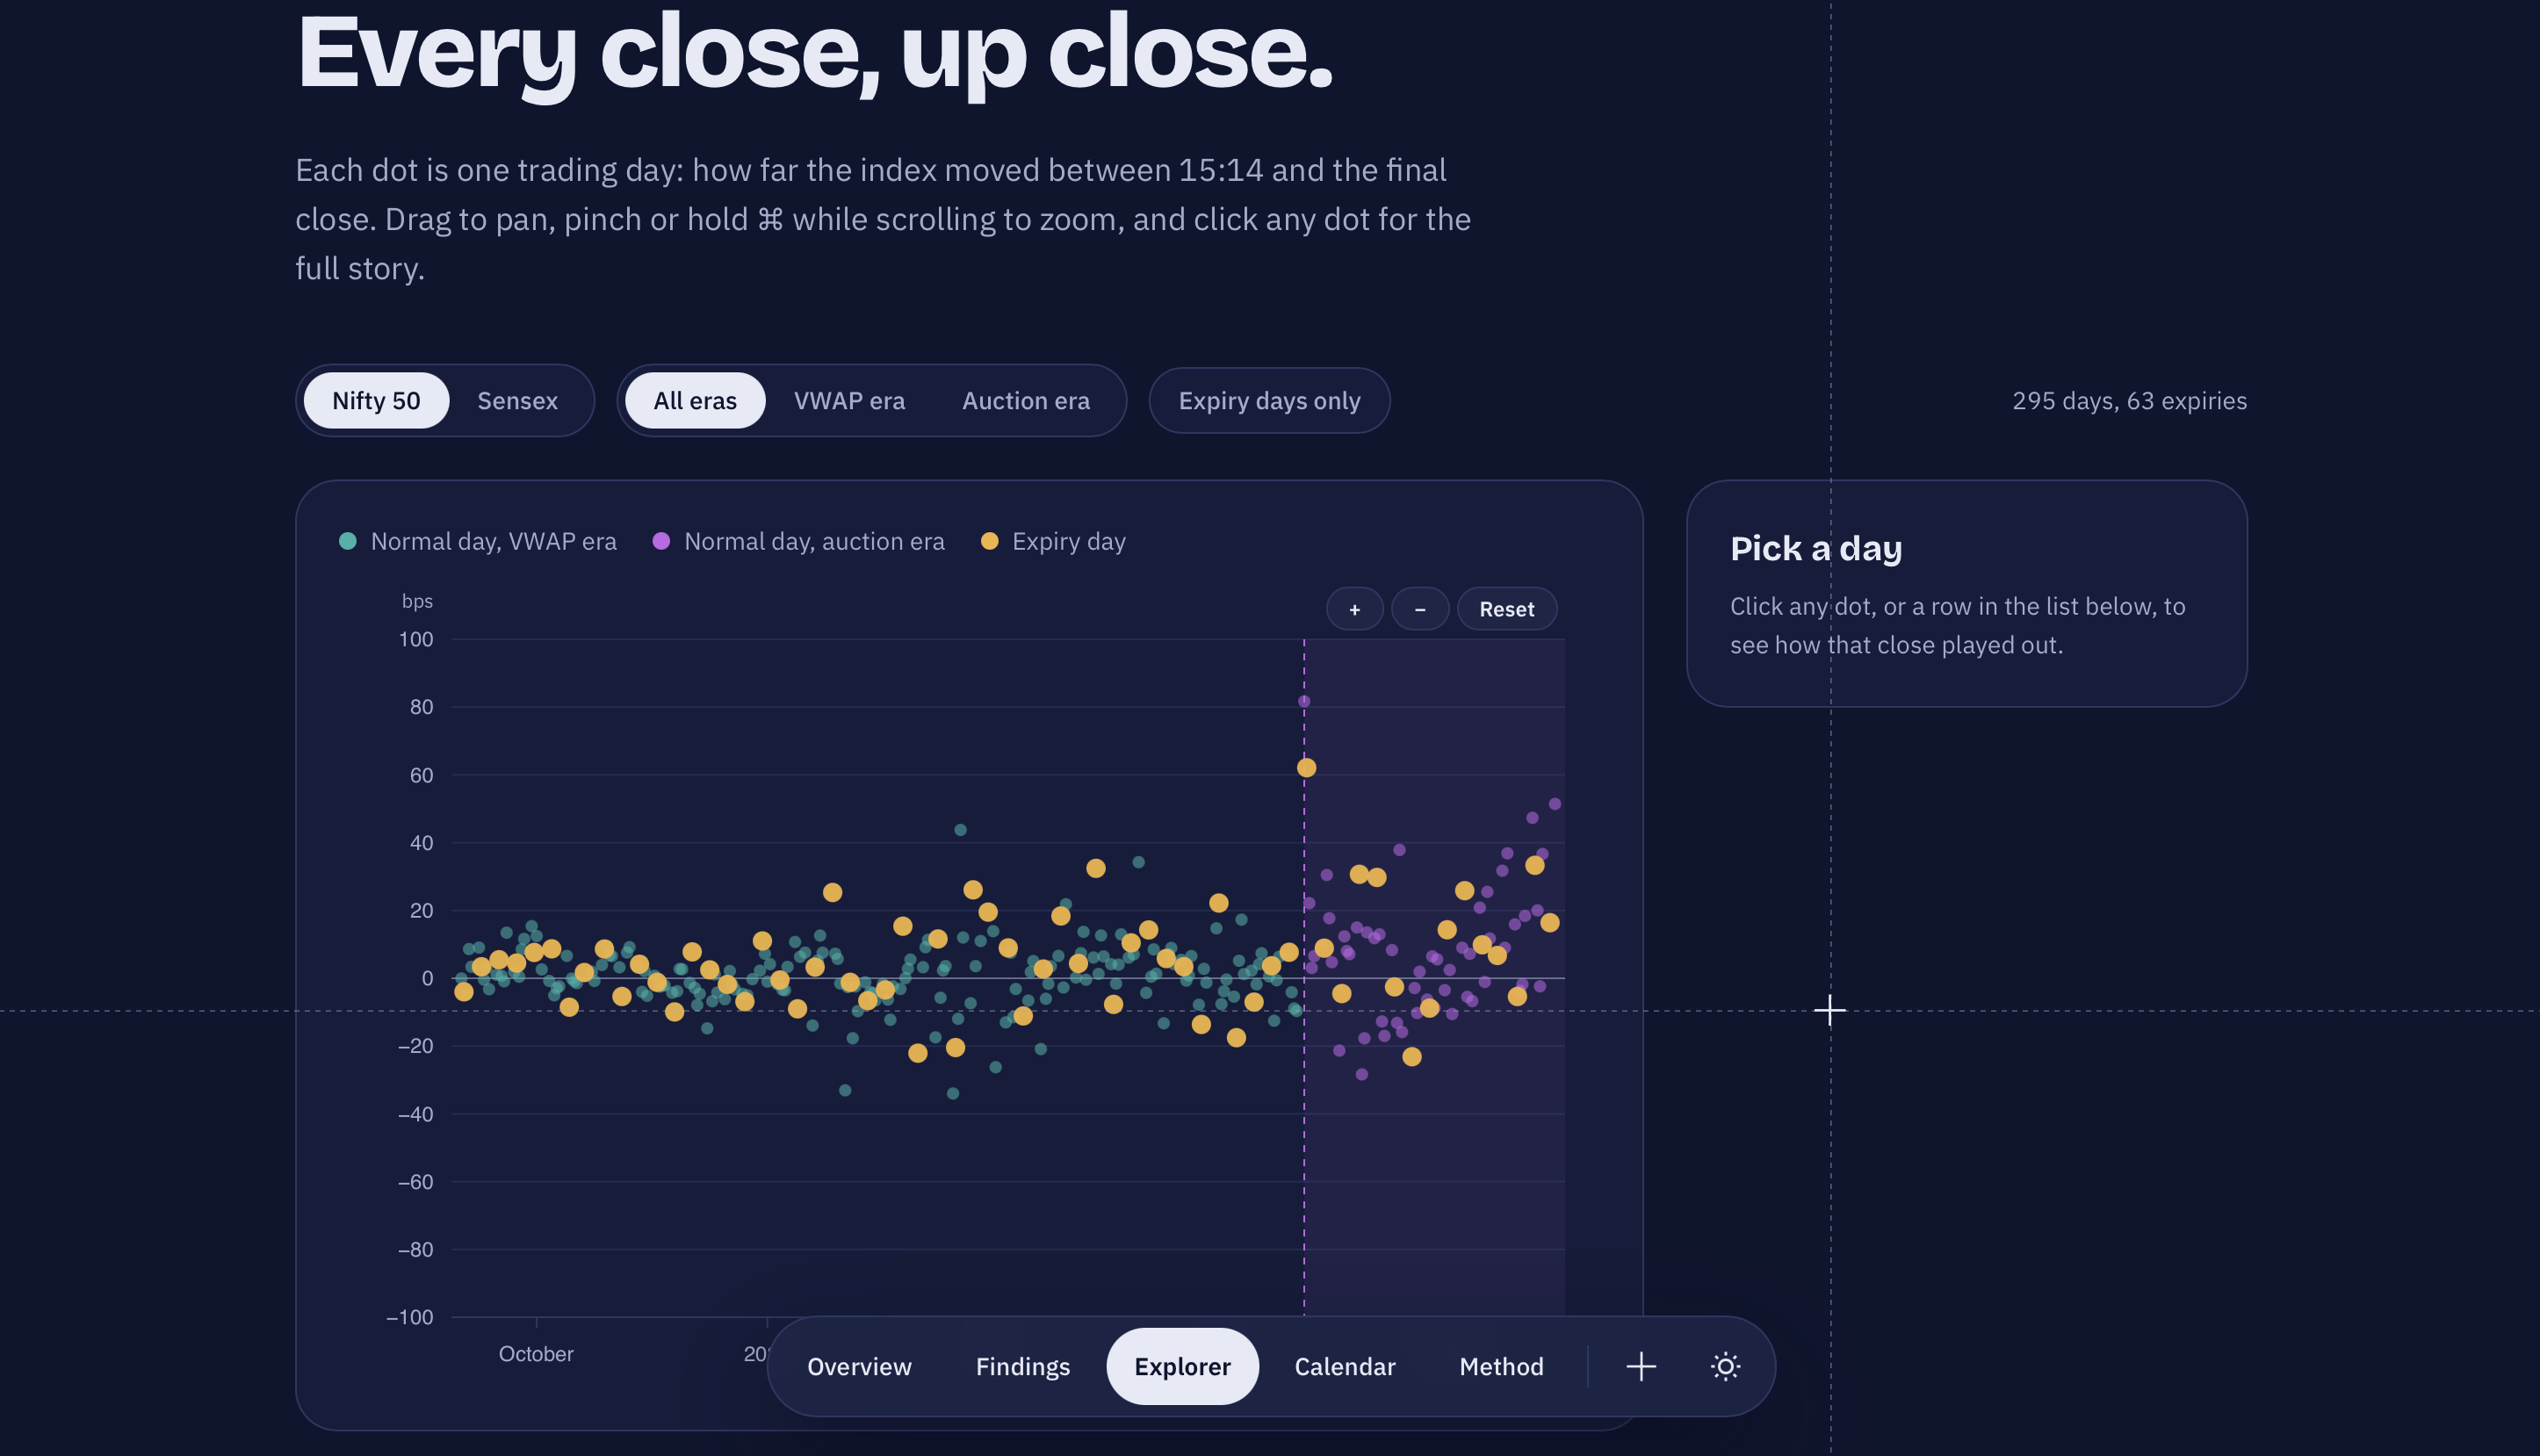 Every close, up close.
Each dot is one trading day: how far the index moved between 15:14 and the final
close. Drag to pan, pinch or hold ⌘ while scrolling to zoom, and click any dot for the
full story.
Nifty 50 Sensex All eras VWAP era Auction era Expiry days only 295 days, 63 expiries
Normal day, VWAP era Normal day, auction era Expiry day
Pick a day
Click any dot, or a row in the list below, to
see how that close played out.
bps + – Reset
100
80
60
40
20
0
–20
–40
–60
–80
–100
October
Overview Findings Explorer Calendar Method